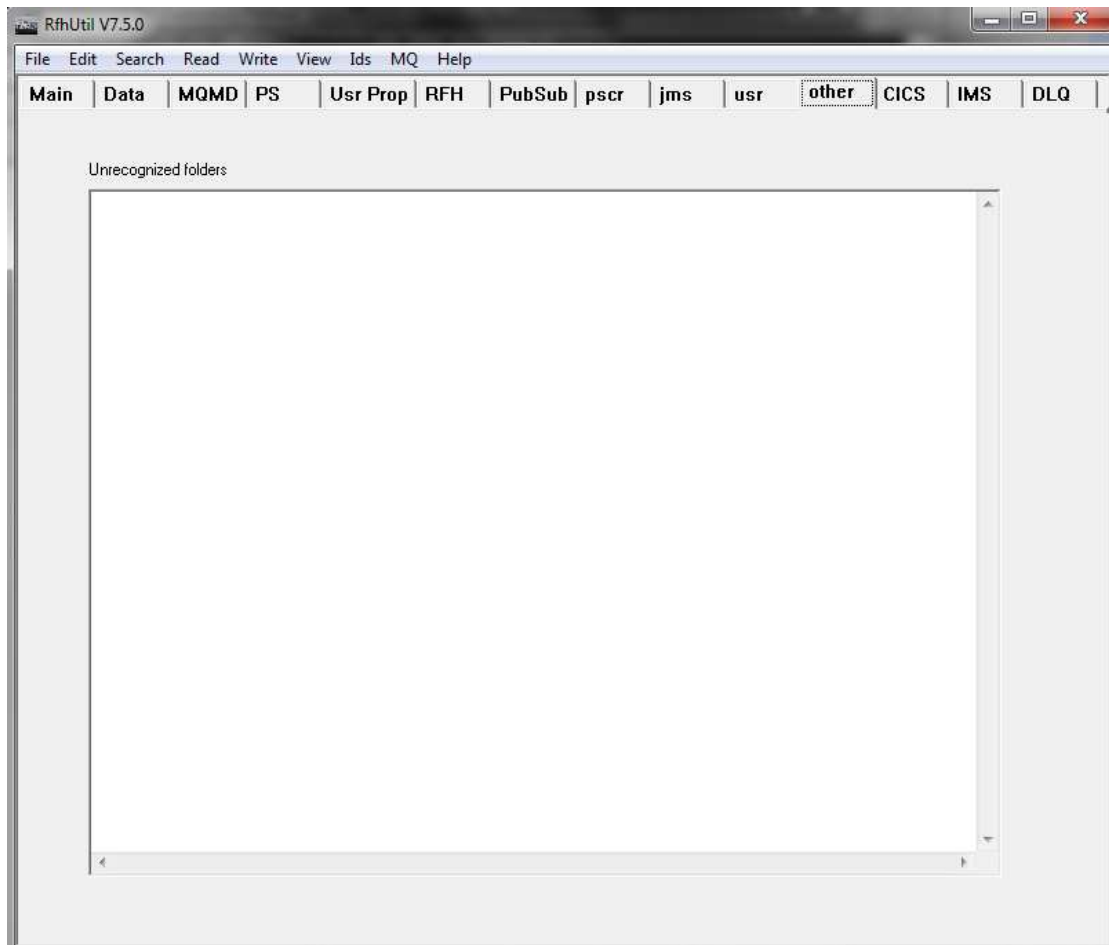 RfhUtil V7.5.0
File Edit Search Read Write View Ids MQ Help
Main Data MQMD PS Usr Prop RFH PubSub pscr jms usr other CICS IMS DLQ
Unrecognized folders